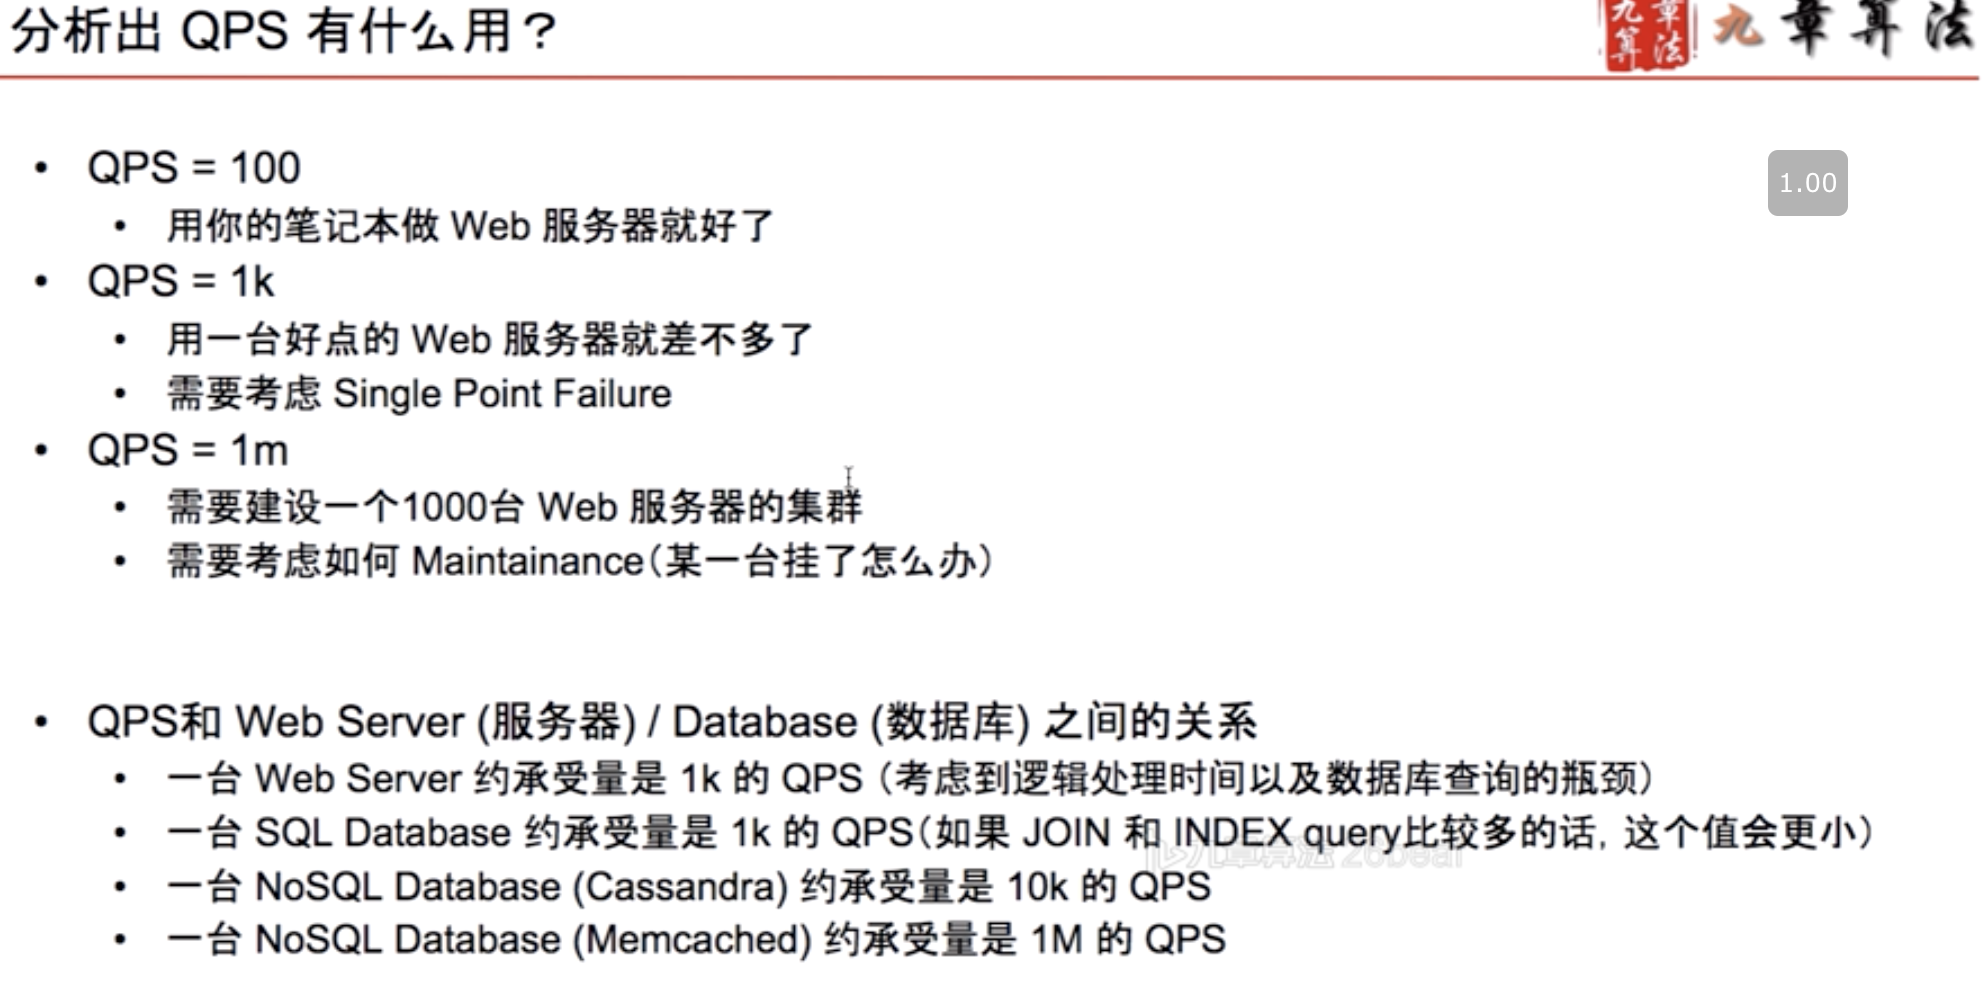 分析出 QPS 有什么用？
九章算法
九章算法
1.00
• QPS = 100
• 用你的笔记本做 Web 服务器就好了
• QPS = 1k
• 用一台好点的 Web 服务器就差不多了
• 需要考虑 Single Point Failure
• QPS = 1m
• 需要建设一个1000台 Web 服务器的集群
• 需要考虑如何 Maintainance（某一台挂了怎么办）
• QPS和 Web Server (服务器) / Database (数据库) 之间的关系
• 一台 Web Server 约承受量是 1k 的 QPS（考虑到逻辑处理时间以及数据库查询的瓶颈）
• 一台 SQL Database 约承受量是 1k 的 QPS（如果 JOIN 和 INDEX query比较多的话，这个值会更小）
九章算法
• 一台 NoSQL Database (Cassandra) 约承受量是 10k 的 QPS
• 一台 NoSQL Database (Memcached) 约承受量是 1M 的 QPS